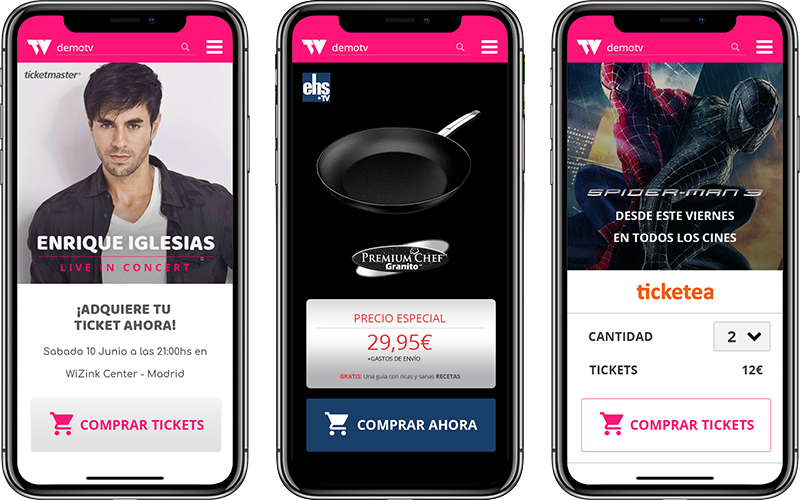 demotv
ticketmaster®
ENRIQUE IGLESIAS
LIVE IN CONCERT
¡ADQUIERE TU
TICKET AHORA!
Sabado 10 Junio a las 21:00hs en
WiZink Center - Madrid
COMPRAR TICKETS
demotv
ehs
.TV
PREMIUM CHEF
Granito™
PRECIO ESPECIAL
29,95€
+GASTOS DE ENVÍO
GRATIS: Una guía con ricas y sanas RECETAS
COMPRAR AHORA
demotv
SPIDER-MAN 3
DESDE ESTE VIERNES
EN TODOS LOS CINES
ticketea
CANTIDAD 2
TICKETS 12€
COMPRAR TICKETS